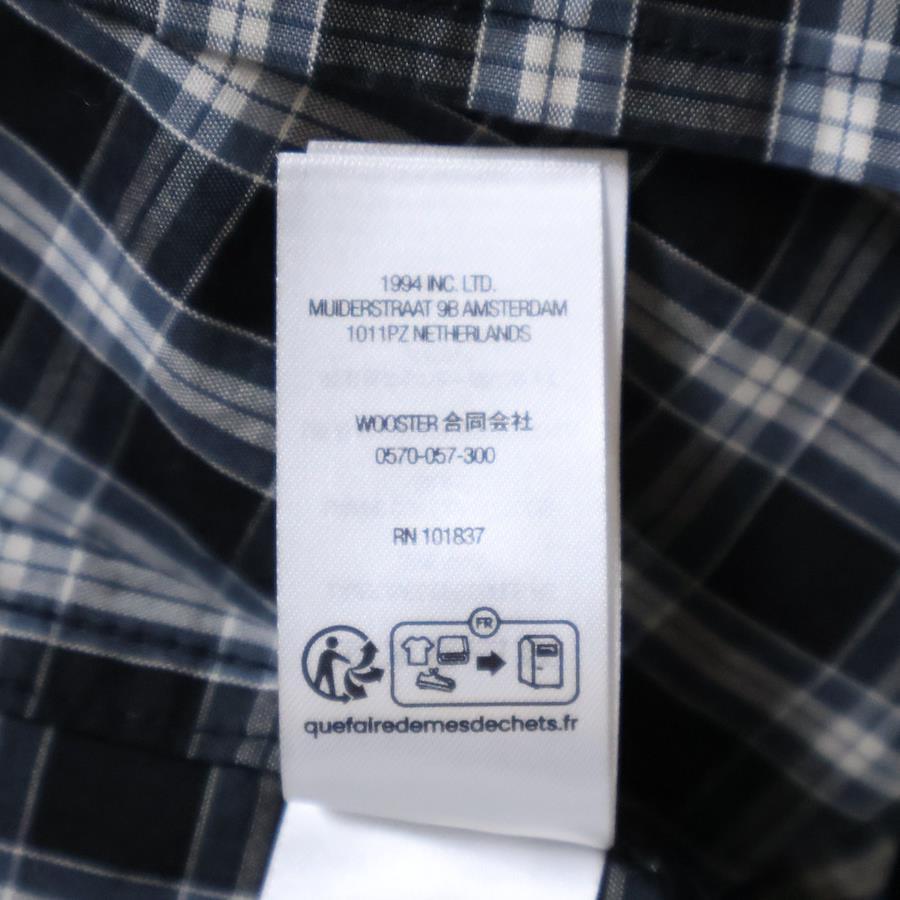 1994 INC. LTD.
MUIDERSTRAAT 9B AMSTERDAM
1011PZ NETHERLANDS
WOOSTER 合同会社
0570-057-300
RN 101837
FR
quefairedemesdechets.fr